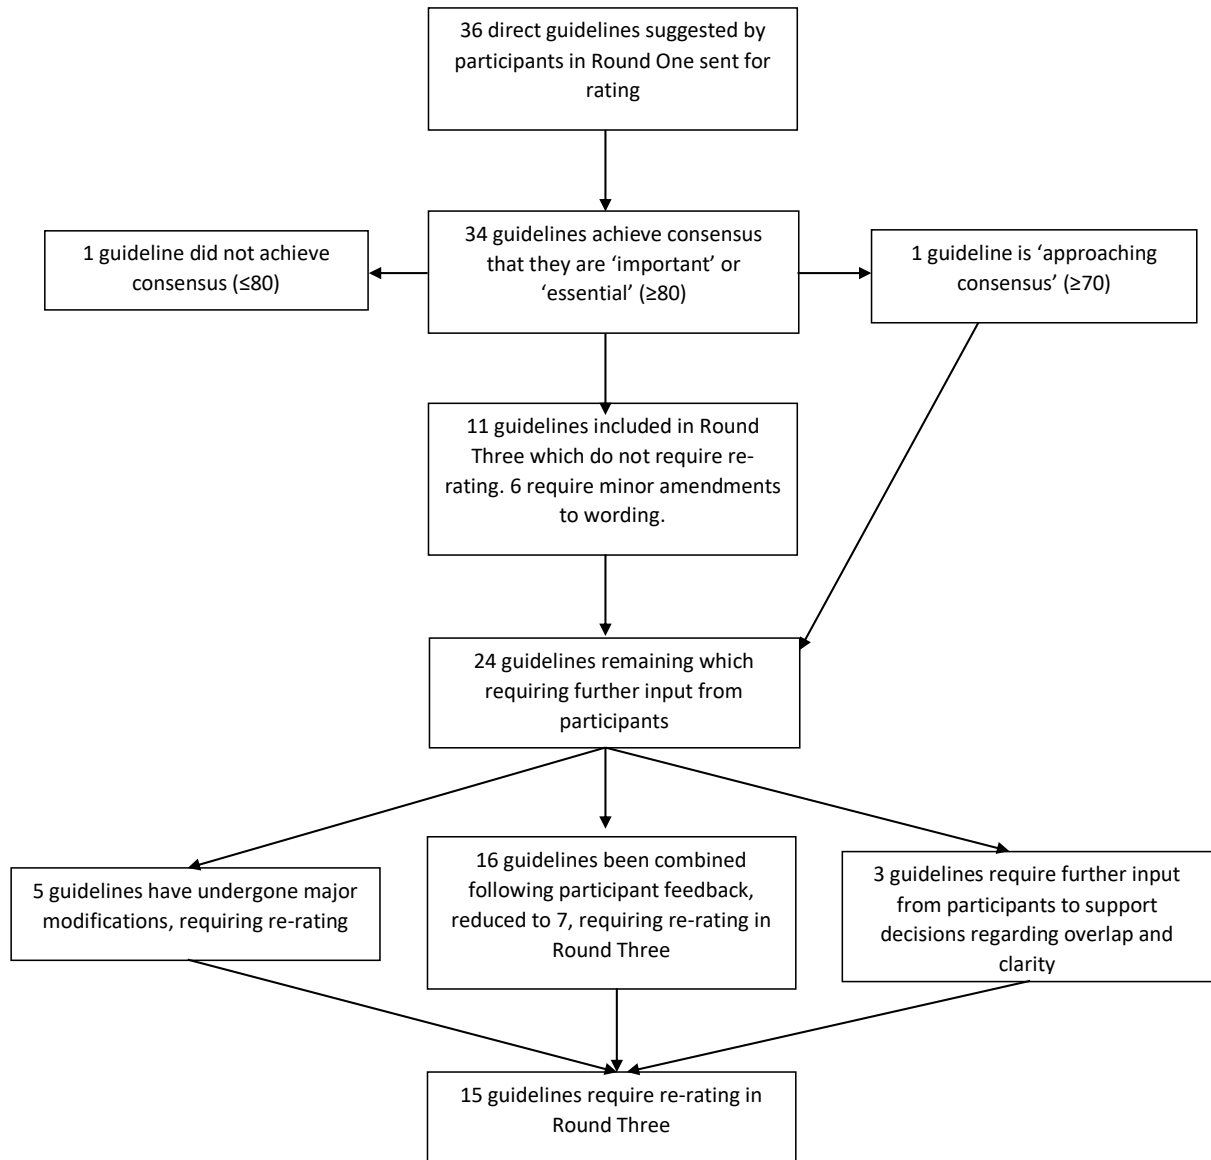 36 direct guidelines suggested by
participants in Round One sent for
rating
1 guideline did not achieve
consensus (≤80)
34 guidelines achieve consensus
that they are ‘important’ or
‘essential’ (≥80)
1 guideline is ‘approaching
consensus’ (≥70)
11 guidelines included in Round
Three which do not require re-
rating. 6 require minor amendments
to wording.
24 guidelines remaining which
requiring further input from
participants
5 guidelines have undergone major
modifications, requiring re-rating
16 guidelines been combined
following participant feedback,
reduced to 7, requiring re-rating in
Round Three
3 guidelines require further input
from participants to support
decisions regarding overlap and
clarity
15 guidelines require re-rating in
Round Three